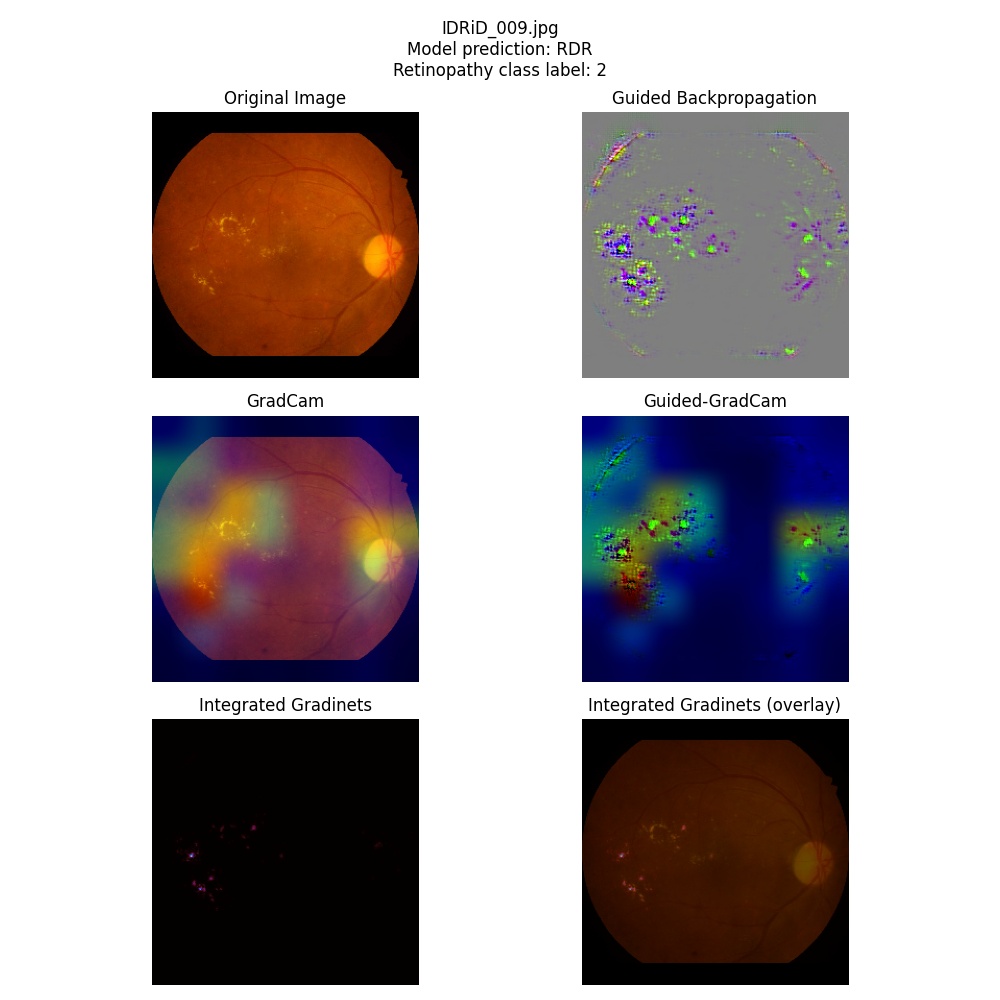 IDRiD_009.jpg
Model prediction: RDR
Retinopathy class label: 2
Original Image
Guided Backpropagation
GradCam
Guided-GradCam
Integrated Gradinets
Integrated Gradinets (overlay)